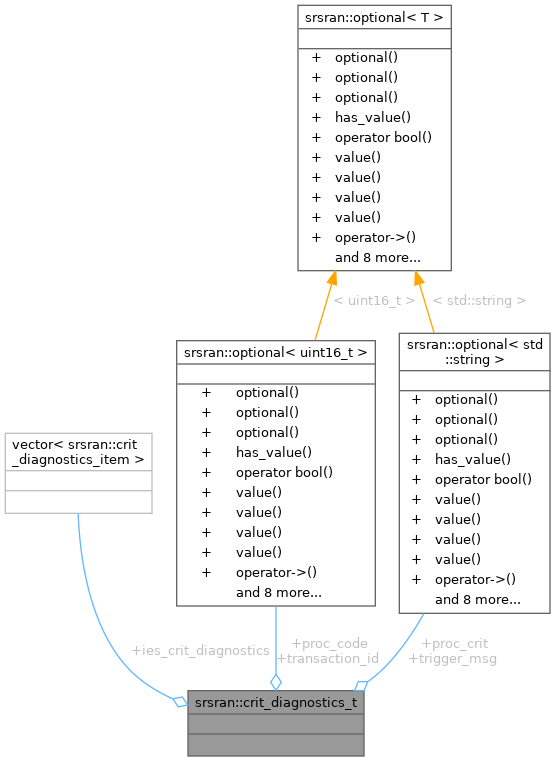 srsran::optional< T >
+ optional()
+ optional()
+ optional()
+ has_value()
+ operator bool()
+ value()
+ value()
+ value()
+ value()
+ operator->()
and 8 more...
< uint16_t >
< std::string >
srsran::optional< uint16_t >
+ optional()
+ optional()
+ optional()
+ has_value()
+ operator bool()
+ value()
+ value()
+ value()
+ value()
+ operator->()
and 8 more...
srsran::optional< std
::string >
+ optional()
+ optional()
+ optional()
+ has_value()
+ operator bool()
+ value()
+ value()
+ value()
+ value()
+ operator->()
and 8 more...
vector< srsran::crit
_diagnostics_item >
+ies_crit_diagnostics
+proc_code
+transaction_id
+proc_crit
+trigger_msg
srsran::crit_diagnostics_t